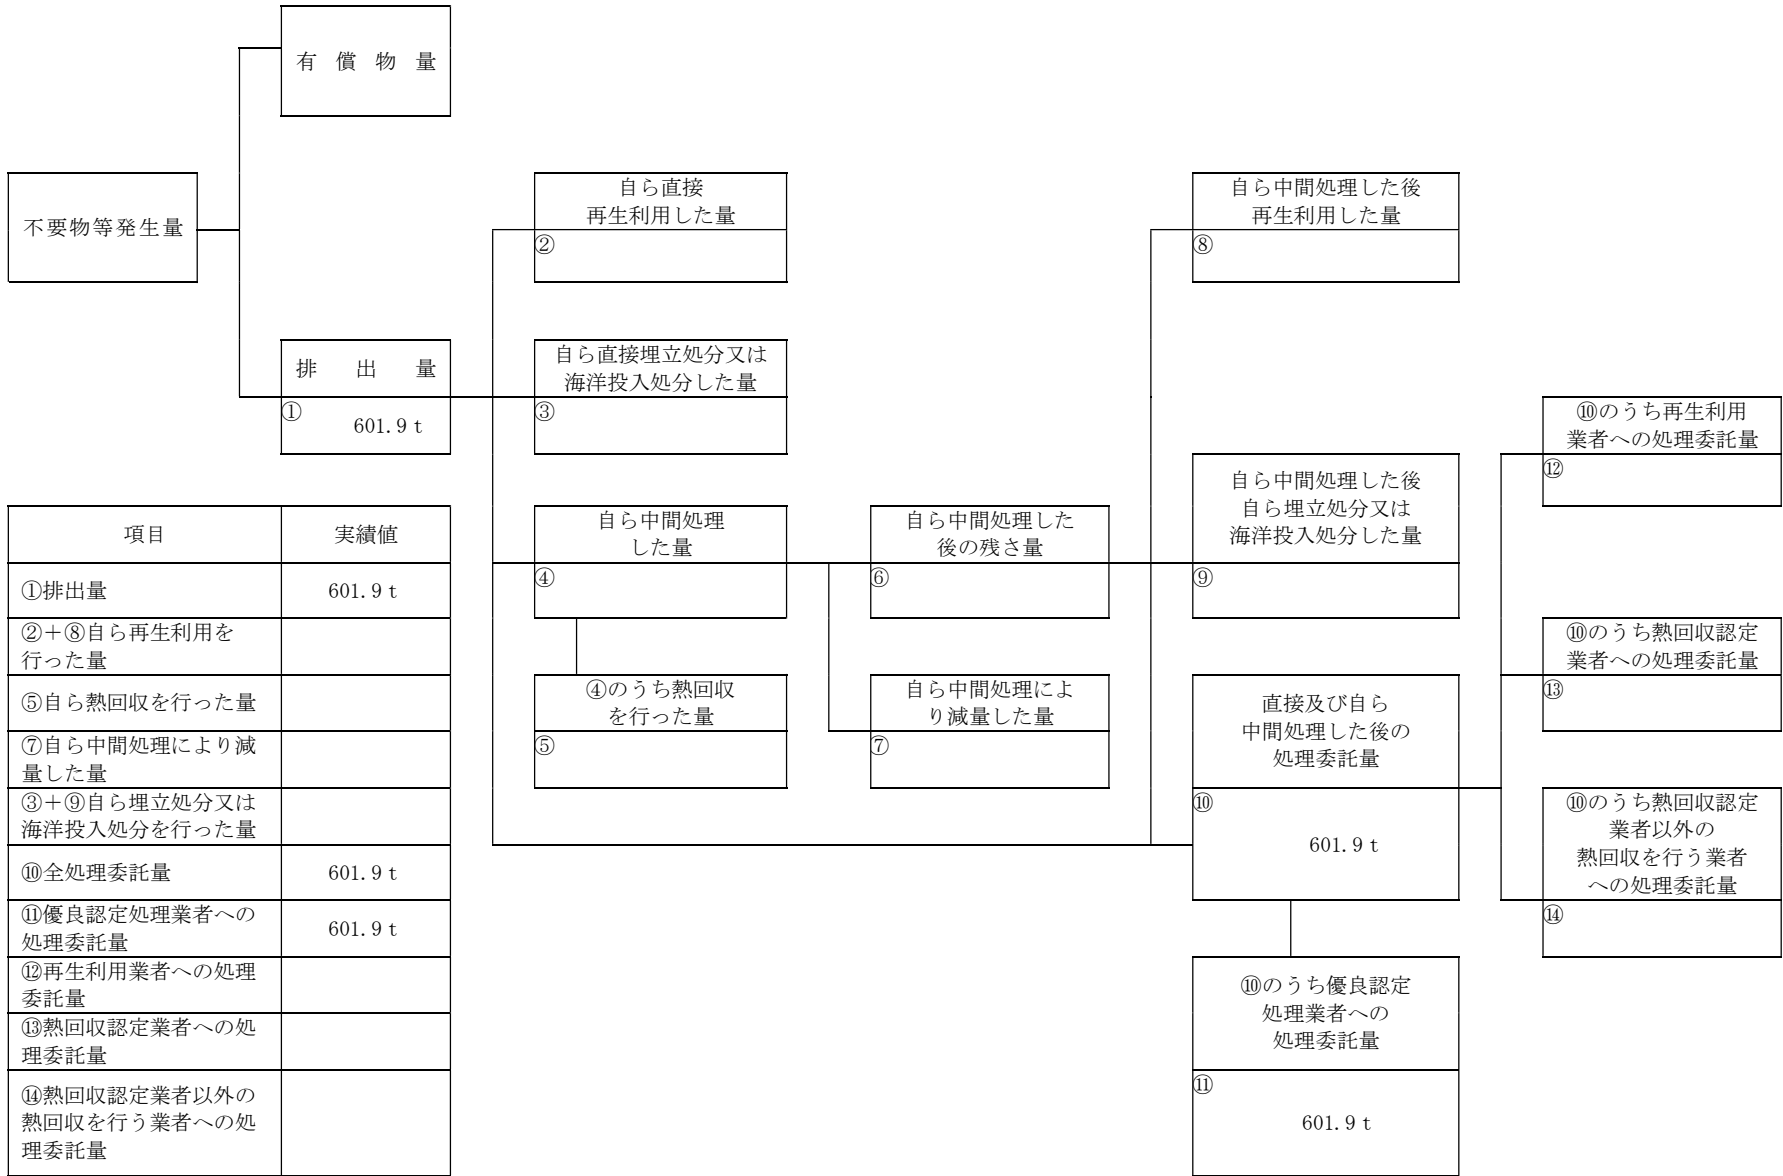 有償物量
不要物等発生量
排出量
①
601.9 t
自ら直接
再生利用した量
②
自ら直接埋立処分又は
海洋投入処分した量
③
自ら中間処理
した量
④
④のうち熱回収
を行った量
⑤
自ら中間処理した
後の残さ量
⑥
自ら中間処理によ
り減量した量
⑦
自ら中間処理した後
再生利用した量
⑧
自ら中間処理した後
自ら埋立処分又は
海洋投入処分した量
⑨
直接及び自ら
中間処理した後の
処理委託量
⑩
601.9 t
⑩のうち優良認定
処理業者への
処理委託量
⑪
601.9 t
⑩のうち再生利用
業者への処理委託量
⑫
⑩のうち熱回収認定
業者への処理委託量
⑬
⑩のうち熱回収認定
業者以外の
熱回収を行う業者
への処理委託量
⑭
項目 実績値
①排出量 601.9 t
②+⑧自ら再生利用を
行った量
⑤自ら熱回収を行った量
⑦自ら中間処理により減
量した量
③+⑨自ら埋立処分又は
海洋投入処分を行った量
⑩全処理委託量 601.9 t
⑪優良認定処理業者への
処理委託量 601.9 t
⑫再生利用業者への処理
委託量
⑬熱回収認定業者への処
理委託量
⑭熱回収認定業者以外の
熱回収を行う業者への処
理委託量